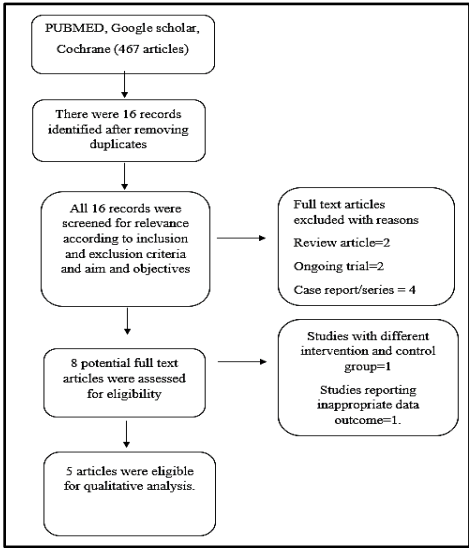 PUBMED, Google scholar,
Cochrane (467 articles)
There were 16 records
identified after removing
duplicates
All 16 records were
screened for relevance
according to inclusion
and exclusion criteria
and aim and objectives
Full text articles
excluded with reasons
Review article=2
Ongoing trial=2
Case report/series = 4
8 potential full text
articles were assessed
for eligibility
Studies with different
intervention and control
group=1
Studies reporting
inappropriate data
outcome=1.
5 articles were eligible
for qualitative analysis.